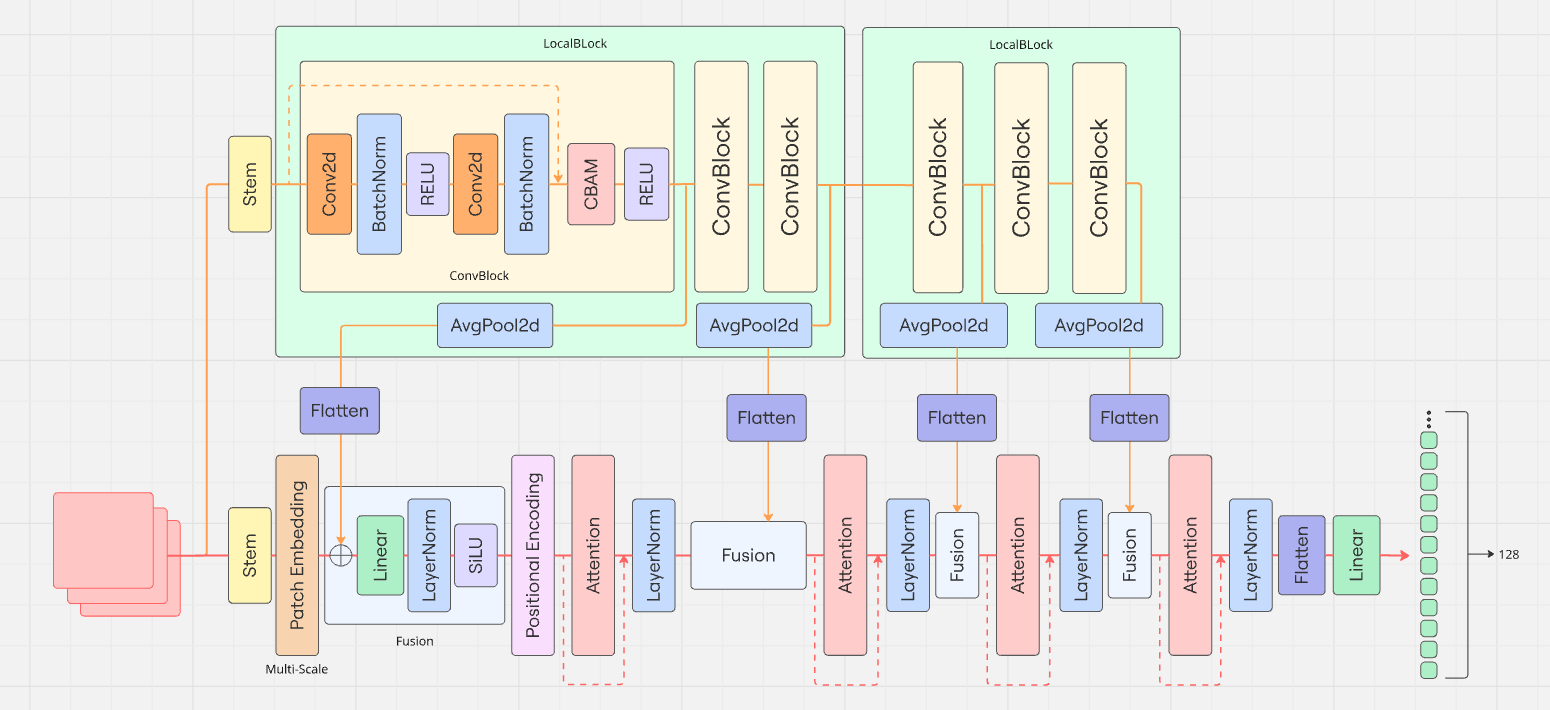 LocalBLock
LocalBLock
Stem
Conv2d
BatchNorm
RELU
Conv2d
BatchNorm
CBAM
RELU
ConvBlock
ConvBlock
ConvBlock
ConvBlock
ConvBlock
ConvBlock
AvgPool2d
AvgPool2d
AvgPool2d
AvgPool2d
Flatten
Flatten
Flatten
Flatten
Stem
Patch Embedding
Linear
LayerNorm
SiLU
Positional Encoding
Attention
LayerNorm
Fusion
Attention
LayerNorm
Fusion
Attention
LayerNorm
Fusion
Attention
LayerNorm
Flatten
Linear
128
Fusion
Multi-Scale